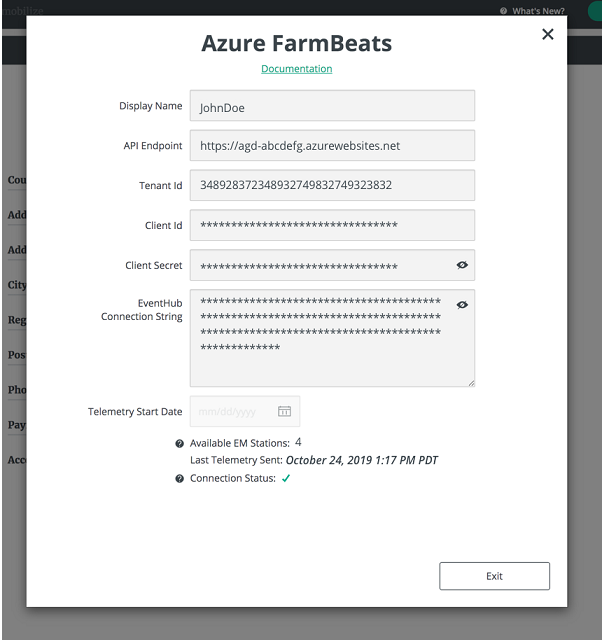 mobilize
What's New?
Azure FarmBeats
Documentation
Display Name
JohnDoe
API Endpoint
https://agd-abcdefg.azurewebsites.net
Tenant Id
348928372348932749832749323832
Client Id
********************************
Client Secret
********************************
EventHub
Connection String
***************************************
***************************************
***************************************
*************
Telemetry Start Date
mm/dd/yyyy
Available EM Stations: 4
Last Telemetry Sent: October 24, 2019 1:17 PM PDT
Connection Status: ✓
Exit
Cou
Add
Add
City
Reg
Pos
Pho
Pay
Acc